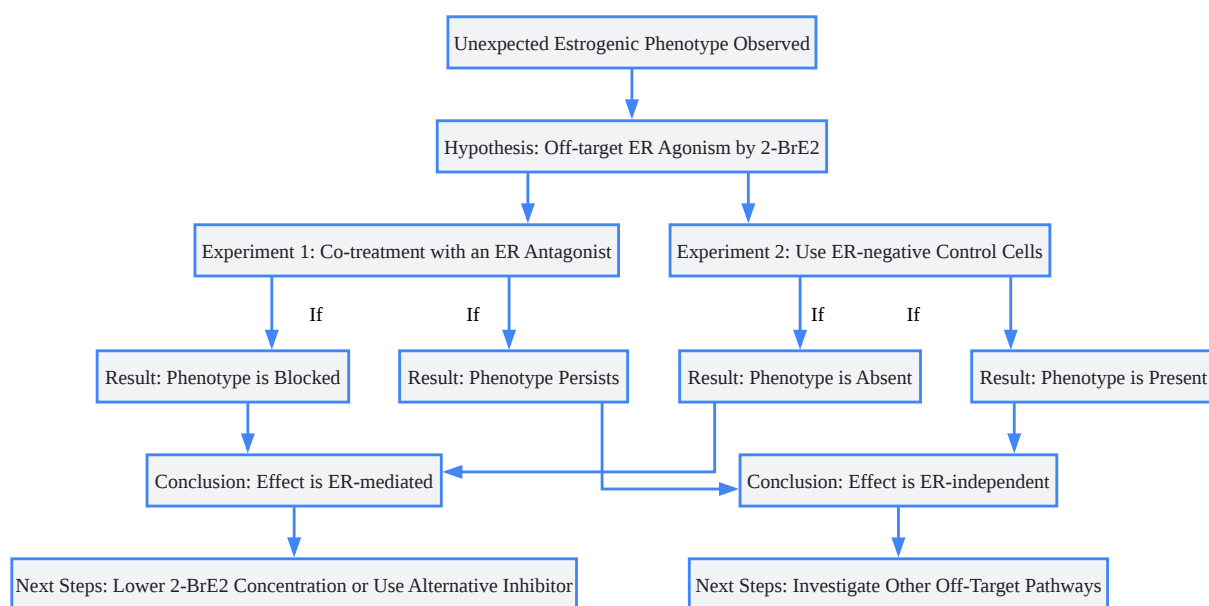 Unexpected Estrogenic Phenotype Observed
Hypothesis: Off-target ER Agonism by 2-BrE2
Experiment 1: Co-treatment with an ER Antagonist
Experiment 2: Use ER-negative Control Cells
If
If
If
If
Result: Phenotype is Blocked
Result: Phenotype Persists
Result: Phenotype is Absent
Result: Phenotype is Present
Conclusion: Effect is ER-mediated
Conclusion: Effect is ER-independent
Next Steps: Lower 2-BrE2 Concentration or Use Alternative Inhibitor
Next Steps: Investigate Other Off-Target Pathways